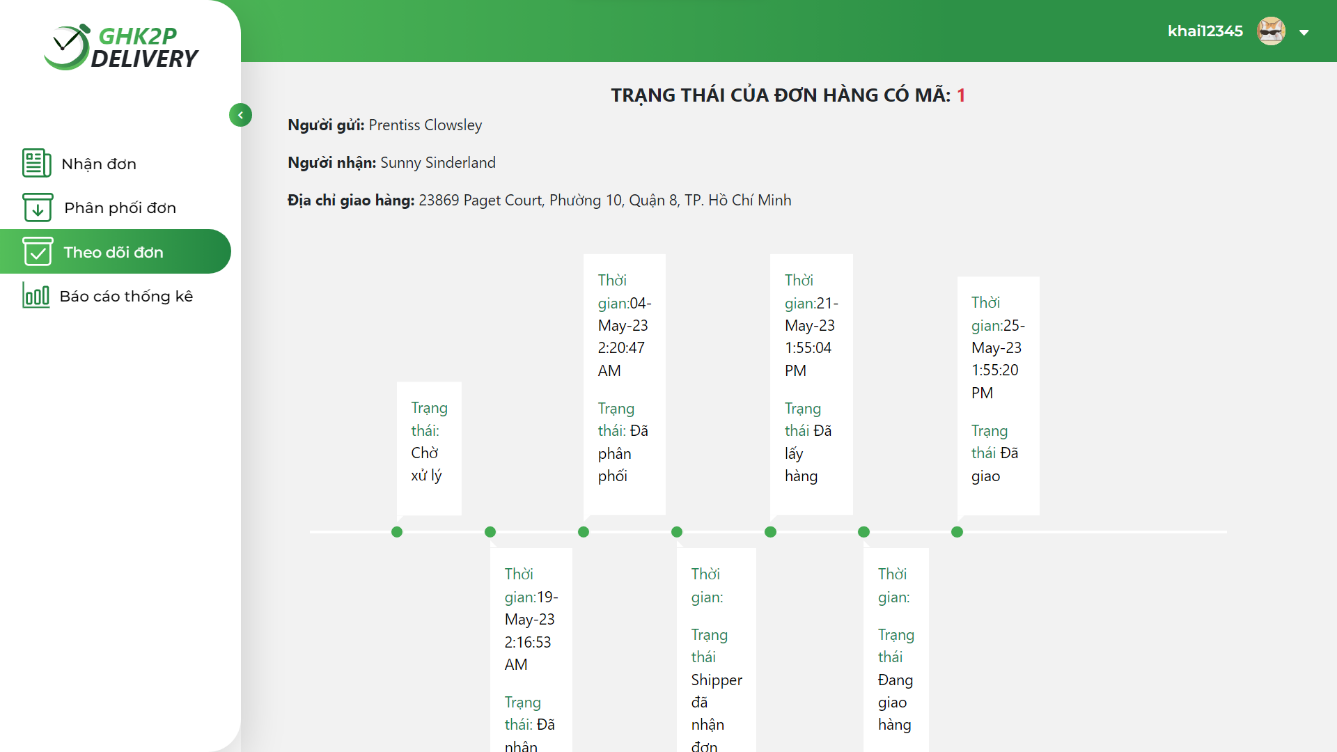 GHK2P
DELIVERY
khai12345
Nhận đơn
Phân phối đơn
Theo dõi đơn
Báo cáo thống kê
TRẠNG THÁI CỦA ĐƠN HÀNG CÓ MÃ: 1
Người gửi: Prentiss Clowsley
Người nhận: Sunny Sinderland
Địa chỉ giao hàng: 23869 Paget Court, Phường 10, Quận 8, TP. Hồ Chí Minh
Trạng
thái:
Chờ
xử lý
Thời
gian:19-
May-23
2:16:53
AM
Trạng
thái: Đã
nhận
Thời
gian:04-
May-23
2:20:47
AM
Trạng
thái: Đã
phân
phối
Thời
gian:
Trạng
thái
Shipper
đã
nhận
đơn
Thời
gian:21-
May-23
1:55:04
PM
Trạng
thái Đã
lấy
hàng
Thời
gian:
Trạng
thái
Đang
giao
hàng
Thời
gian:25-
May-23
1:55:20
PM
Trạng
thái Đã
giao